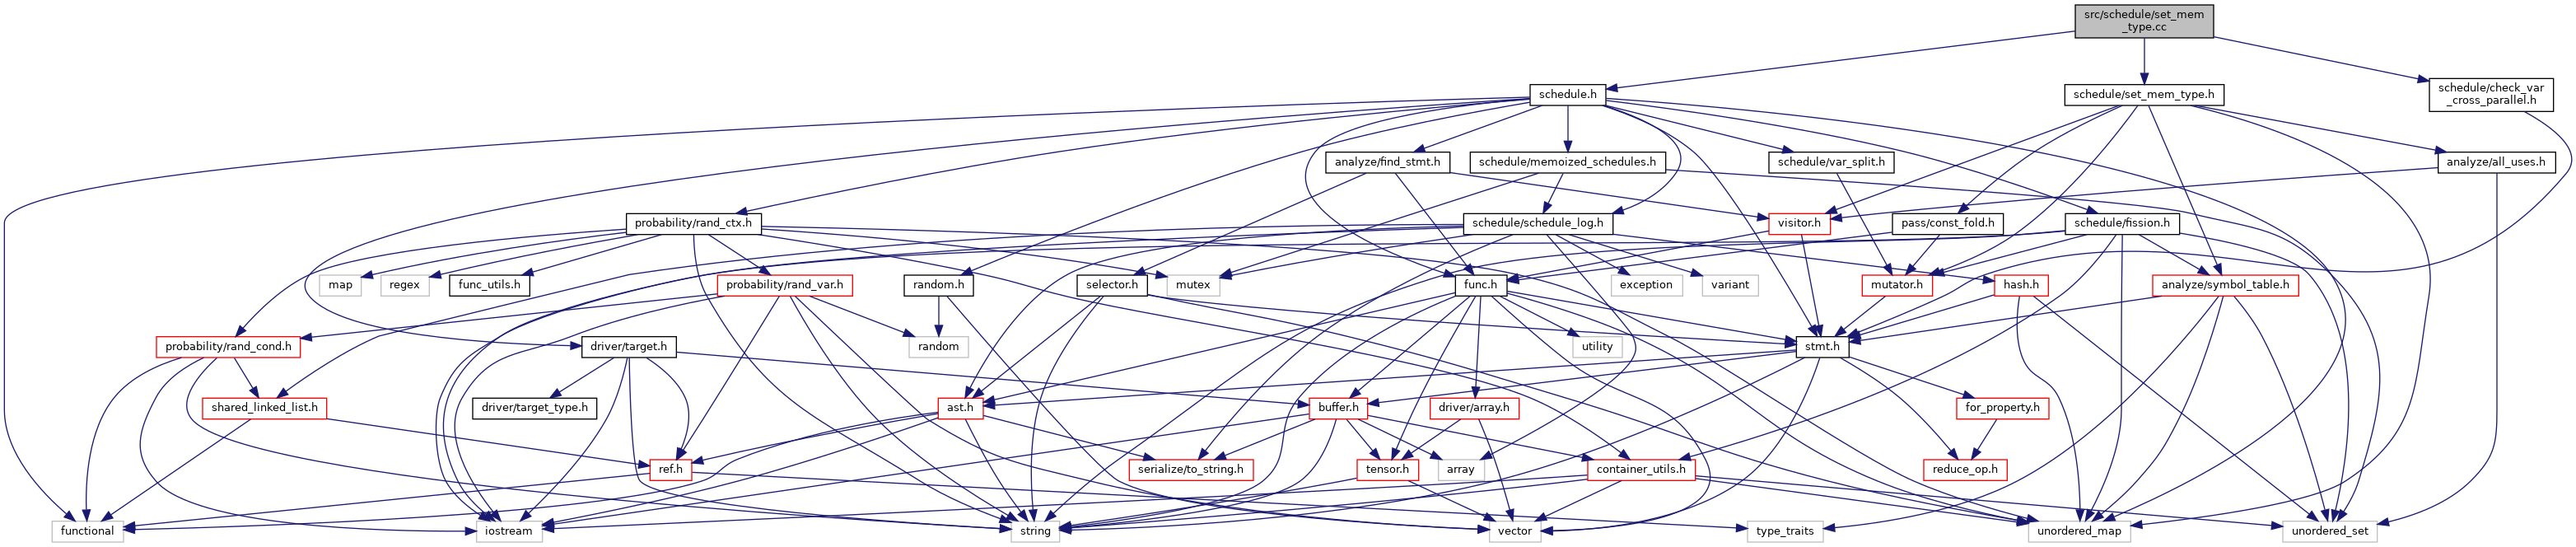 src/schedule/set_mem
_type.cc
schedule.h
schedule/set_mem_type.h
schedule/check_var
_cross_parallel.h
analyze/find_stmt.h
schedule/memoized_schedules.h
schedule/var_split.h
analyze/all_uses.h
probability/rand_ctx.h
schedule/schedule_log.h
visitor.h
pass/const_fold.h
schedule/fission.h
map
regex
func_utils.h
probability/rand_var.h
random.h
selector.h
mutex
func.h
exception
variant
mutator.h
hash.h
analyze/symbol_table.h
probability/rand_cond.h
driver/target.h
random
utility
stmt.h
shared_linked_list.h
driver/target_type.h
ast.h
buffer.h
driver/array.h
for_property.h
ref.h
serialize/to_string.h
tensor.h
array
container_utils.h
reduce_op.h
functional
iostream
string
vector
type_traits
unordered_map
unordered_set